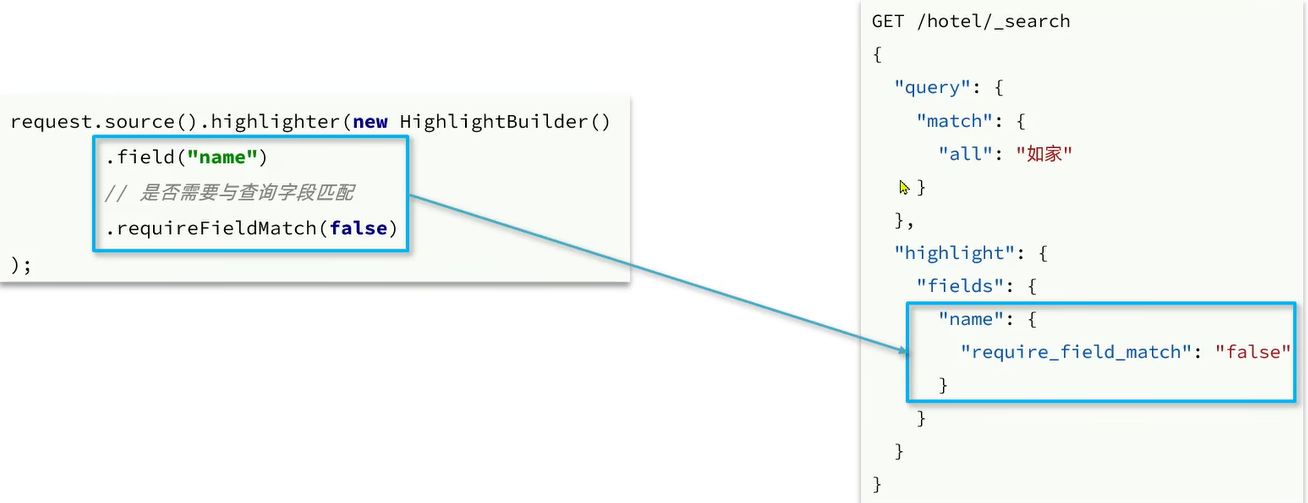 request.source().highlighter(new HighlightBuilder()
.field("name")
// 是否需要与查询字段匹配
.requireFieldMatch(false)
);
GET /hotel/_search
{
"query": {
"match": {
"all": "如家"
}
},
"highlight": {
"fields": {
"name": {
"require_field_match": "false"
}
}
}
}